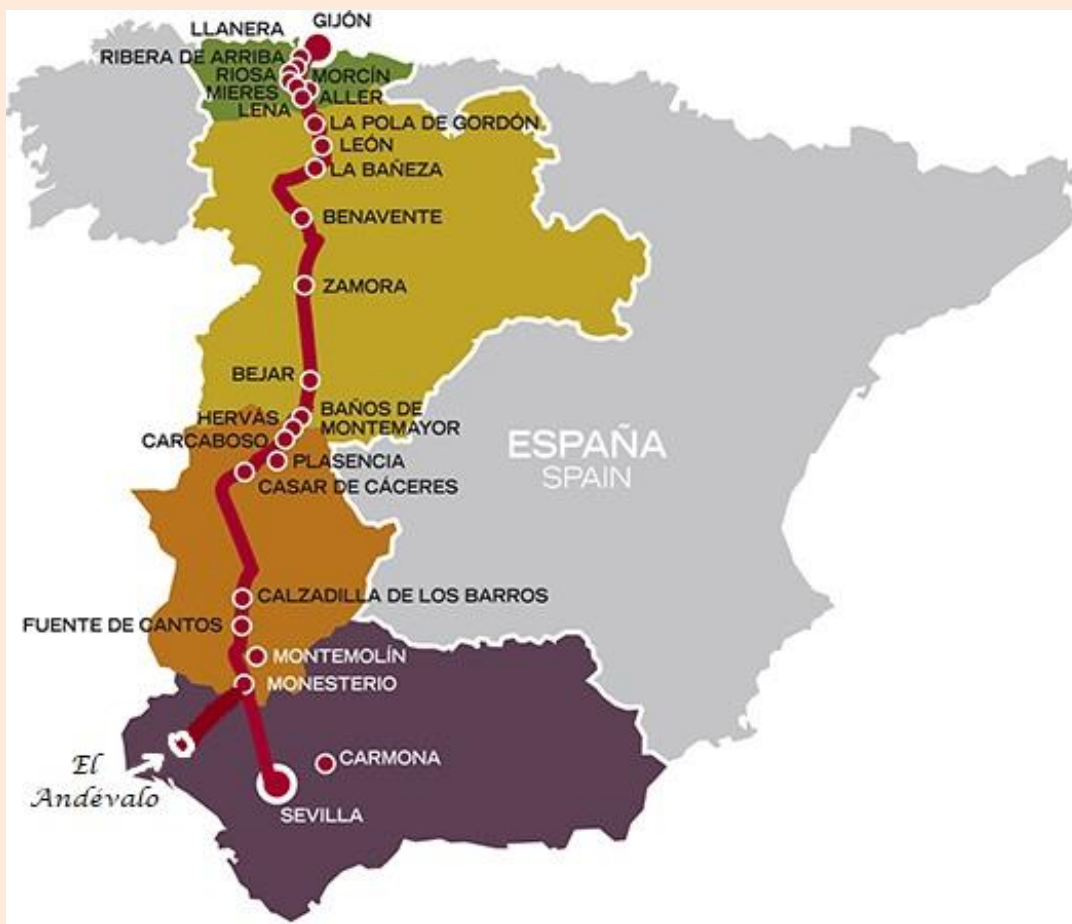 GIJÓN
LLANERA
RIBERA DE ARRIBA
RIOSA
MORCÍN
MIERES
ALLER
LENA
LA POLA DE GORDÓN
LEÓN
LA BAÑEZA
BENAVENTE
ZAMORA
BEJAR
HERVÁS
BAÑOS DE
MONTEMAYOR
CARCABOSO
PLASENCIA
CASAR DE CÁCERES
ESPAÑA
SPAIN
CALZADILLA DE LOS BARROS
FUENTE DE CANTOS
MONTEMOLÍN
MONESTERIO
El
Andévalo
CARMONA
SEVILLA